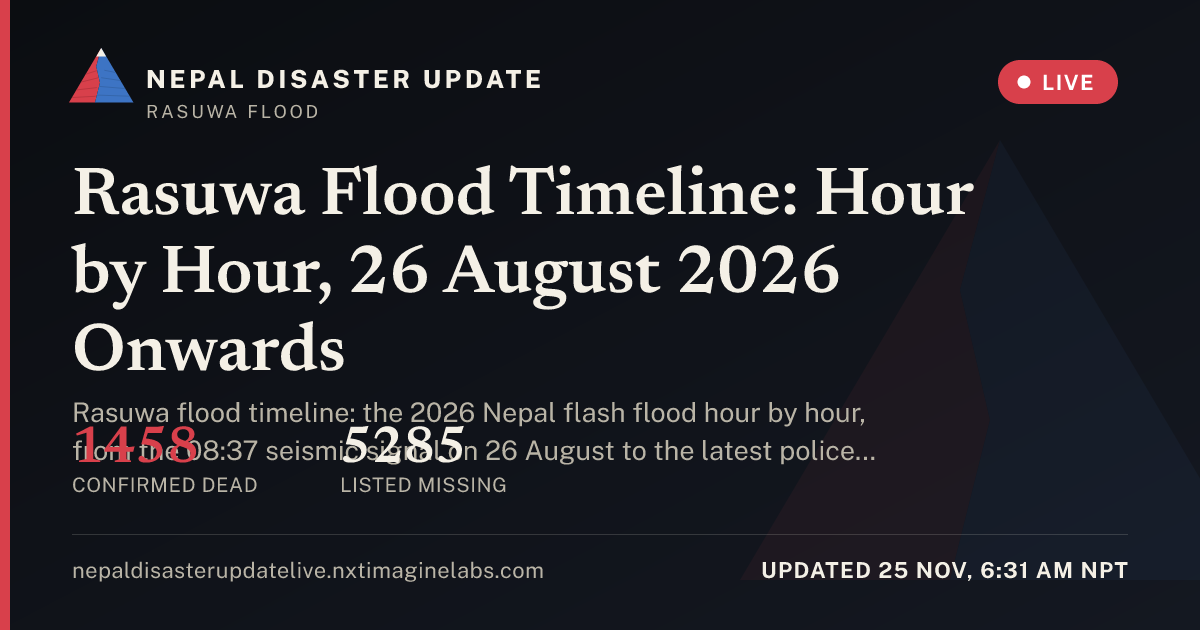 NEPAL DISASTER UPDATE
RASUWA FLOOD
LIVE
Rasuwa Flood Timeline: Hour
by Hour, 26 August 2026
Onwards
Rasuwa flood timeline: the 2026 Nepal flash flood hour by hour,
from the 08:37 seismic signal on 26 August to the latest police...
1458
5285
CONFIRMED DEAD
LISTED MISSING
nepaldisasterupdatelive.nxtimaginelabs.com
UPDATED 25 NOV, 6:31 AM NPT